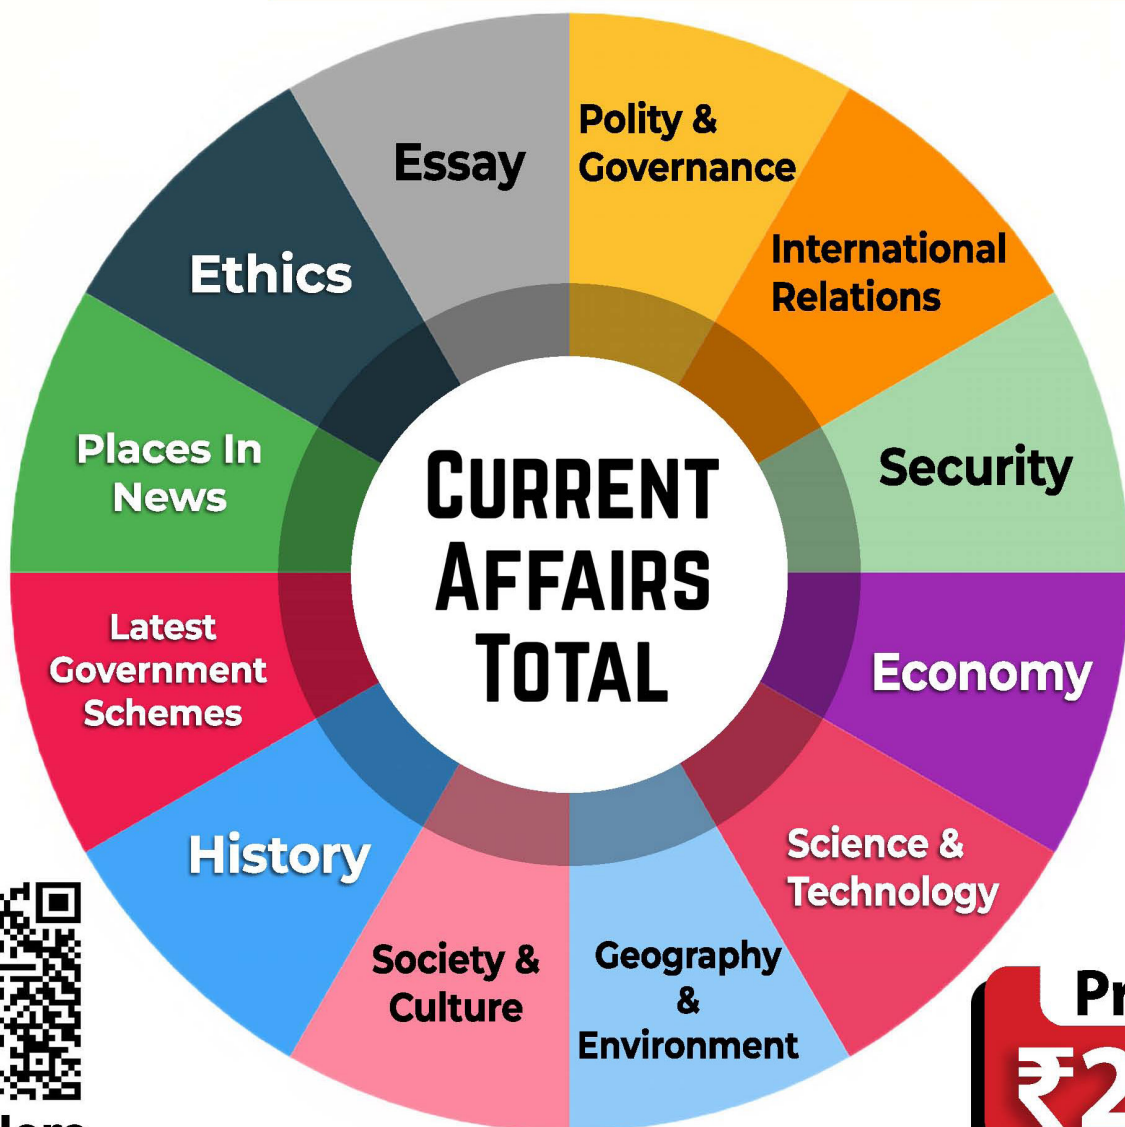 Essay
Polity &
Governance
International
Relations
Security
Economy
Science &
Technology
Geography
&
Environment
Society &
Culture
History
Latest
Government
Schemes
Places In
News
Ethics
CURRENT
AFFAIRS
TOTAL
₹2